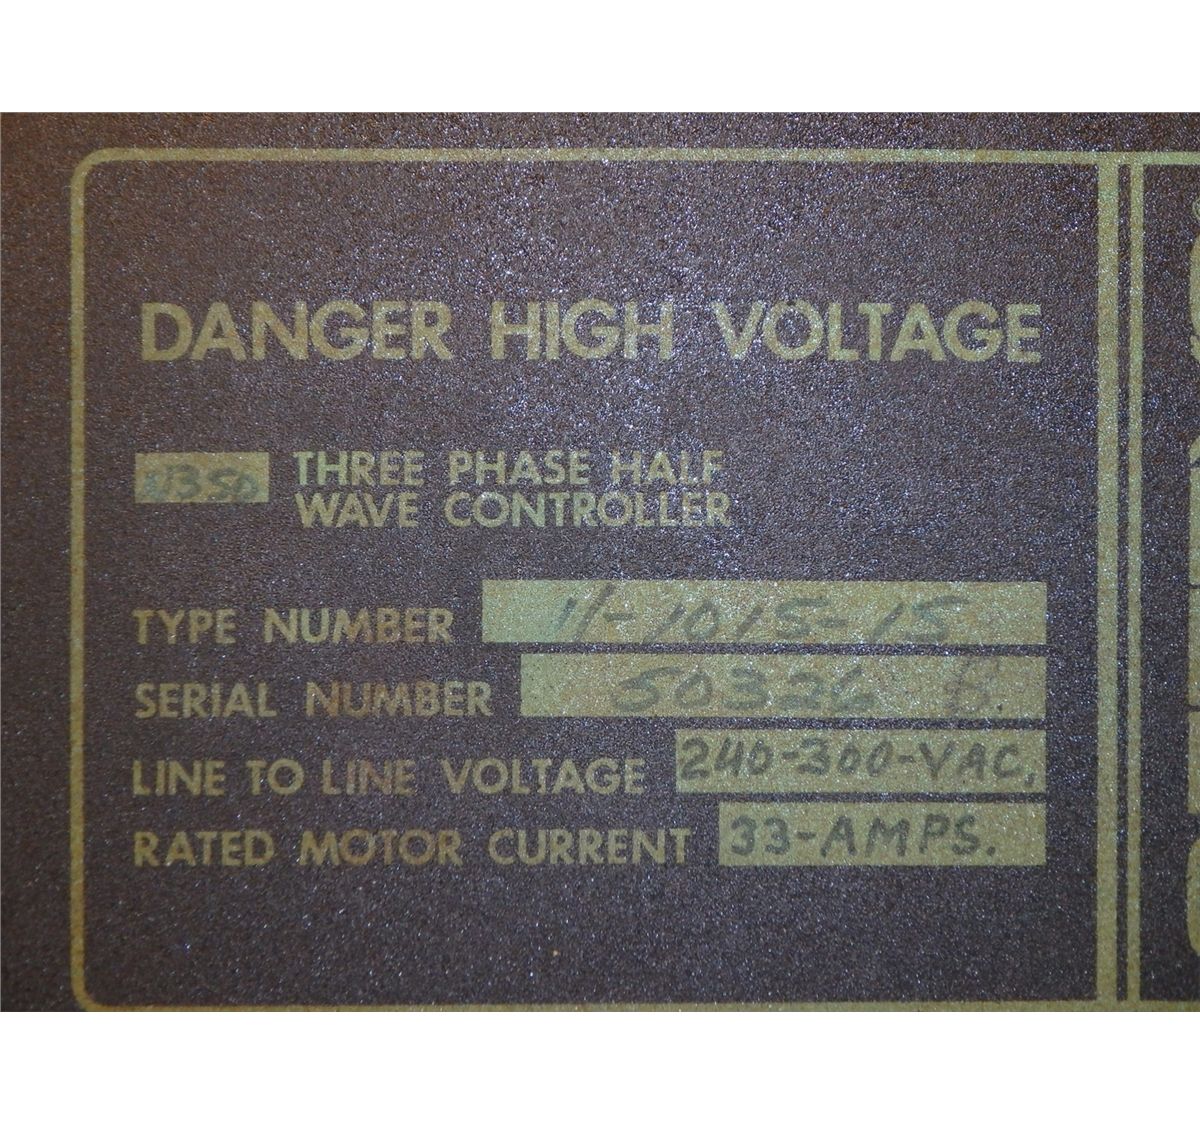 DANGER HIGH VOLTAGE
THREE PHASE HALF
WAVE CONTROLLER
TYPE NUMBER 11-1015-15
SERIAL NUMBER 50326 B.
LINE TO LINE VOLTAGE 240-300-VAC,
RATED MOTOR CURRENT 33-AMPS.